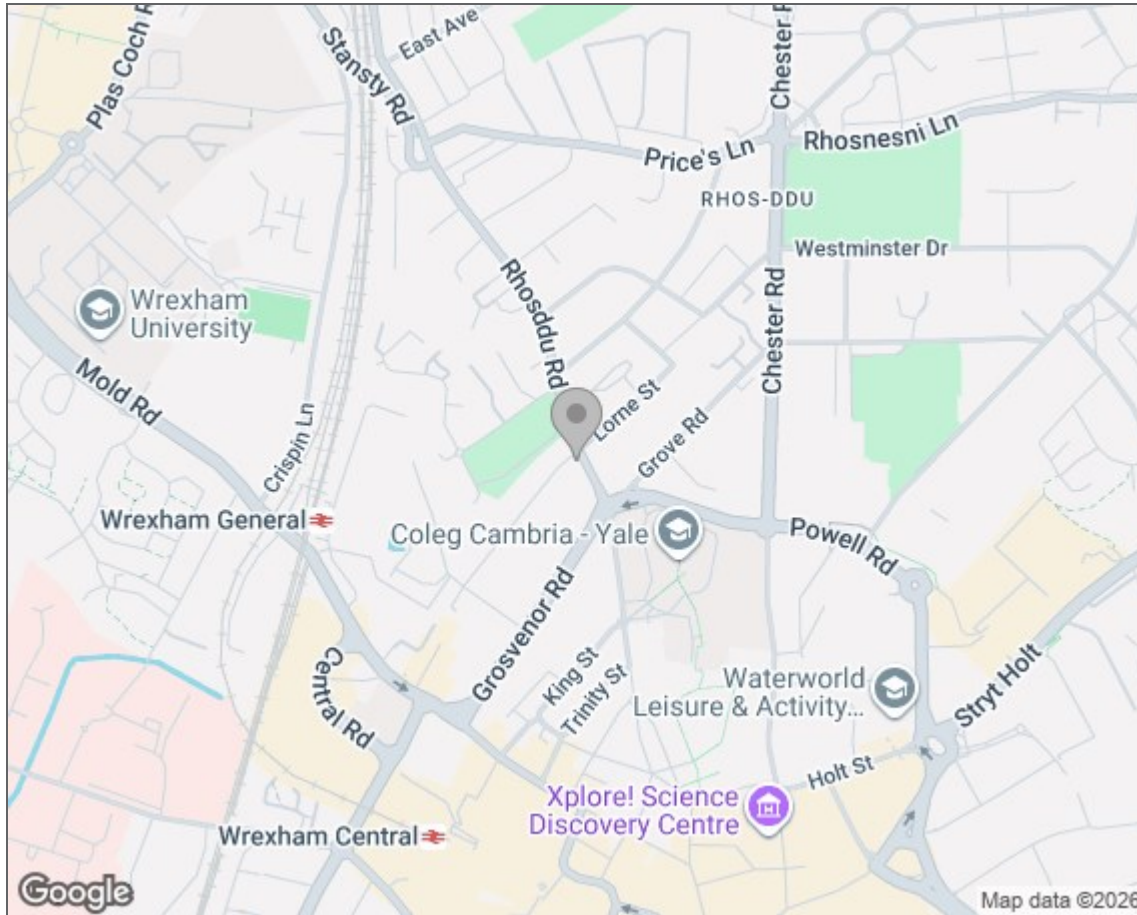 Plas Coch R
Stansty Rd
East Ave
Chester R
Price's Ln
Rhosnesni Ln
RHOS-DDU
Westminster Dr
Wrexham
University
Rhosddu Rd
Chester Rd
Mold Rd
Crispin Ln
Lorne St
Grove Rd
Wrexham General
Coleg Cambria - Yale
Powell Rd
Grosvenor Rd
King St
Trinity St
Central Rd
Waterworld
Leisure & Activity...
Stryt Holt
Holt St
Xplore! Science
Discovery Centre
Wrexham Central
Google
Map data ©2026